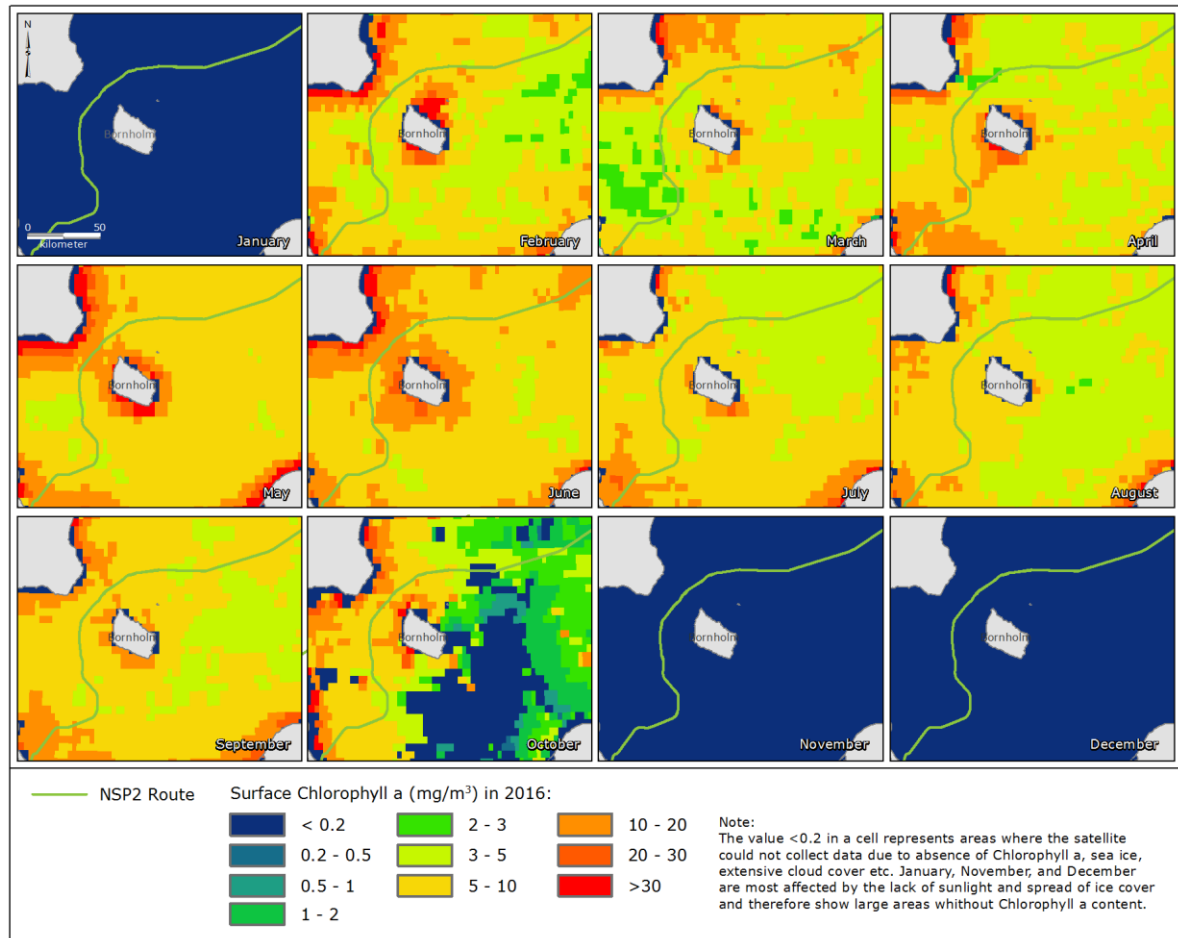 N
Bornholm
0 50
kilometer
January
Bornholm
February
Bornholm
March
Bornholm
April
Bornholm
May
Bornholm
June
Bornholm
July
Bornholm
August
Bornholm
September
Bornholm
October
Bornholm
November
Bornholm
December
NSP2 Route
Surface Chlorophyll a (mg/m³) in 2016:
< 0.2
0.2 - 0.5
0.5 - 1
1 - 2
2 - 3
3 - 5
5 - 10
10 - 20
20 - 30
>30
Note:
The value <0.2 in a cell represents areas where the satellite
could not collect data due to absence of Chlorophyll a, sea ice,
extensive cloud cover etc. January, November, and December
are most affected by the lack of sunlight and spread of ice cover
and therefore show large areas whithout Chlorophyll a content.